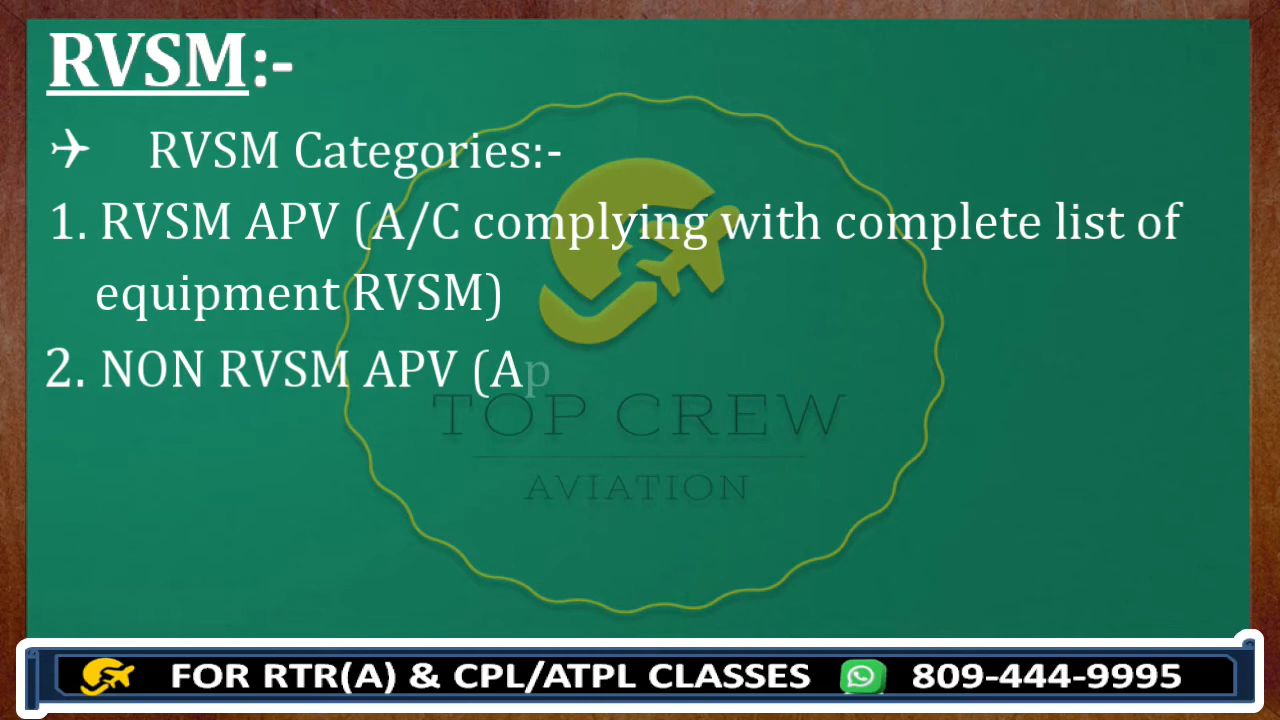 RVSM:-
✈ RVSM Categories:-
1. RVSM APV (A/C complying with complete list of
equipment RVSM)
2. NON RVSM APV (Ap
TOP CREW
AVIATION
FOR RTR(A) & CPL/ATPL CLASSES 809-444-9995